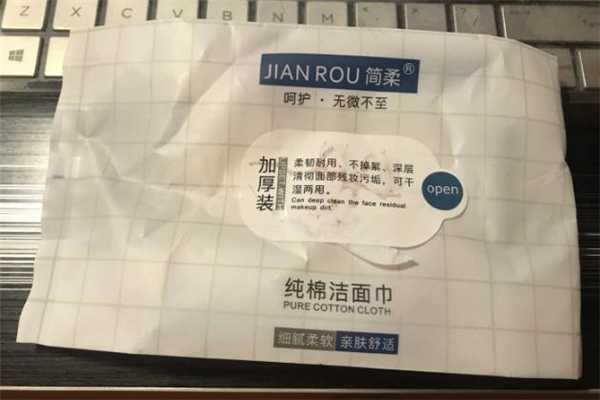 Z X C V B N M
JIAN ROU 简柔®
呵护·无微不至
加厚装
柔韧耐用、不掉絮、深层
清彻面部残妆污垢,可干
湿两用。
Can deep clean the face residual
makeup dirt.
open
纯棉洁面巾
PURE COTTON CLOTH
细腻柔软 亲肤舒适